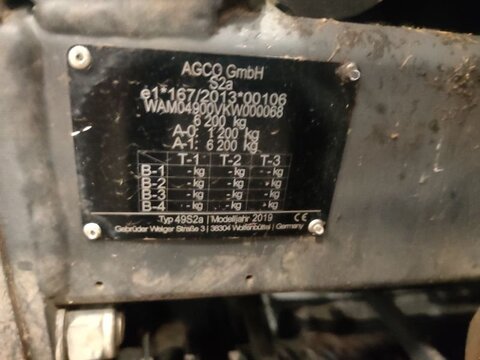 AGCO GmbH
S2a
e1*167/2013*00106
WAM04900VKW000068
6 200 kg
A-0: 1 200 kg
A-1: 6 200 kg
T-1 T-2 T-3
B-1 - kg - kg - kg
B-2 - kg - kg - kg
B-3 - kg - kg - kg
B-4 - kg - kg - kg
Typ 49S2a | Modelljahr 2019 CE
Gebrüder Welger Straße 3 | 38304 Wolfenbüttel | Germany